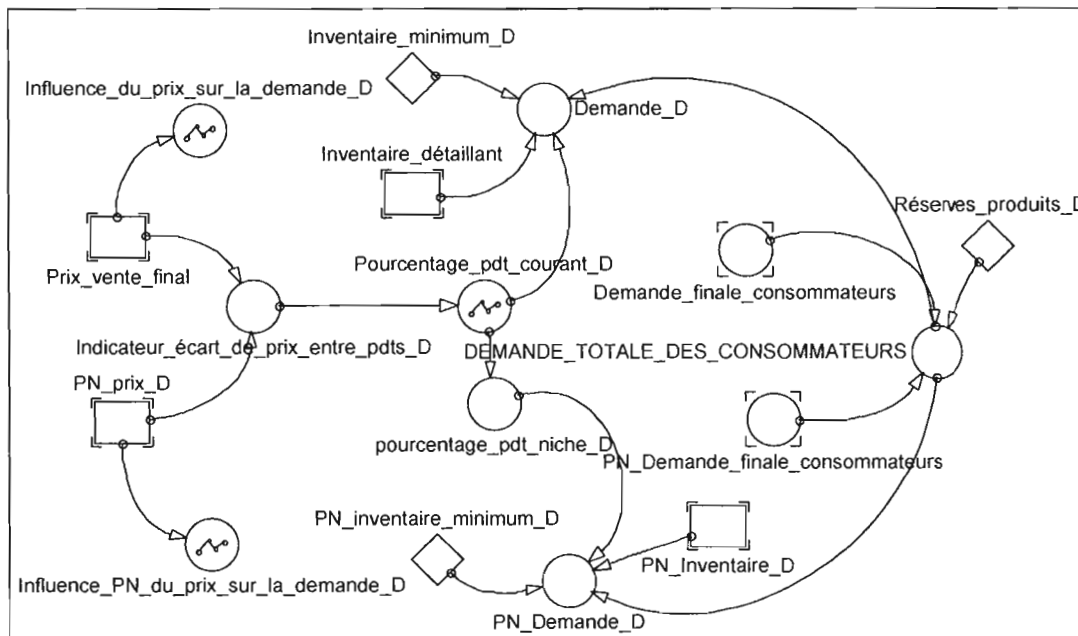 Inventaire_minimum_D
Influence_du_prix_sur_la_demande_D
Demande_D
Inventaire_détaillant
Réserves_produits_D
Prix_vente_final
Pourcentage_pdt_courant_D
Demande_finale_consommateurs
Indicateur_écart_de_prix_entre_pdts_D
DEMANDE_TOTALE_DES_CONSOMMATEURS
PN_prix_D
pourcentage_pdt_niche_D
PN_Demande_finale_consommateurs
PN_inventaire_minimum_D
PN_Inventaire_D
Influence_PN_du_prix_sur_la_demande_D
PN_Demande_D